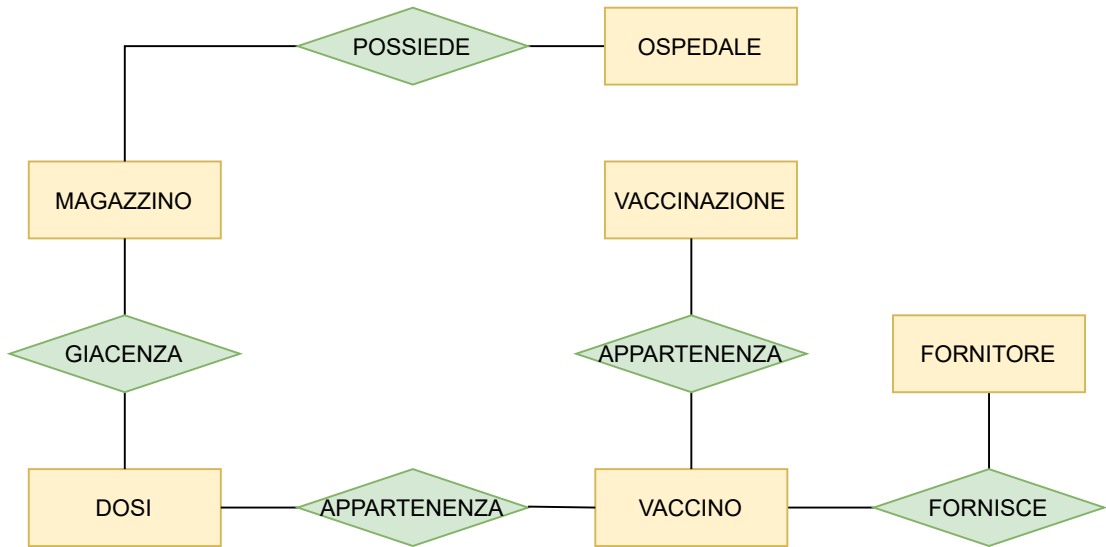 POSSIEDE
OSPEDALE
MAGAZZINO
VACCINAZIONE
GIACENZA
APPARTENENZA
FORNITORE
DOSI
APPARTENENZA
VACCINO
FORNISCE